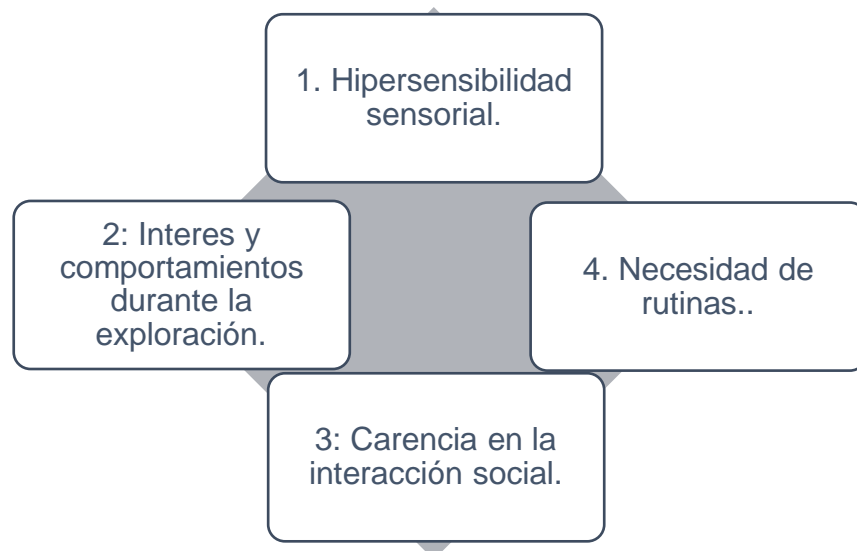 1. Hipersensibilidad
sensorial.
2: Interes y
comportamientos
durante la
exploración.
4. Necesidad de
rutinas..
3: Carencia en la
interacción social.